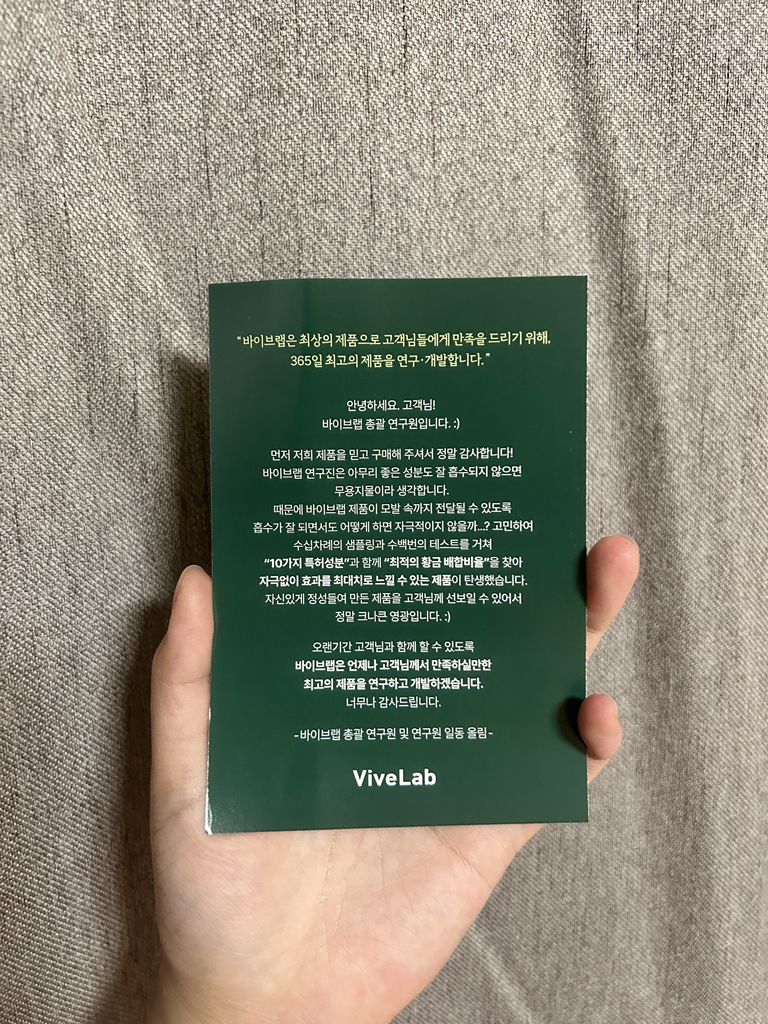 “ 바이브랩은 최상의 제품으로 고객님들에게 만족을 드리기 위해,
365일 최고의 제품을 연구·개발합니다. ”
안녕하세요. 고객님!
바이브랩 총괄 연구원입니다. :)
먼저 저희 제품을 믿고 구매해 주셔서 정말 감사합니다!
바이브랩 연구진은 아무리 좋은 성분도 잘 흡수되지 않으면
무용지물이라 생각합니다.
때문에 바이브랩 제품이 모발 속까지 전달될 수 있도록
흡수가 잘 되면서도 어떻게 하면 자극적이지 않을까...? 고민하여
수십차례의 샘플링과 수백번의 테스트를 거쳐
“10가지 특허성분”과 함께 “최적의 황금 배합비율”을 찾아
자극없이 효과를 최대치로 느낄 수 있는 제품이 탄생했습니다.
자신있게 정성들여 만든 제품을 고객님께 선보일 수 있어서
정말 크나큰 영광입니다. :)
오랜기간 고객님과 함께 할 수 있도록
바이브랩은 언제나 고객님께서 만족하실만한
최고의 제품을 연구하고 개발하겠습니다.
너무나 감사드립니다.
- 바이브랩 총괄 연구원 및 연구원 일동 올림 -
ViveLab